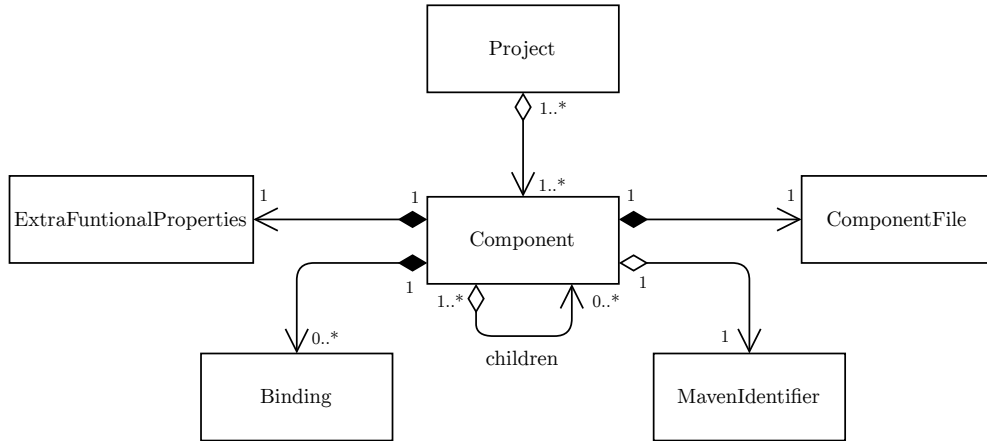 Project
1..*
1..*
1
1
1
1
ExtraFuntionalProperties
Component
ComponentFile
1
1..*
0..*
1
0..*
children
1
Binding
MavenIdentifier